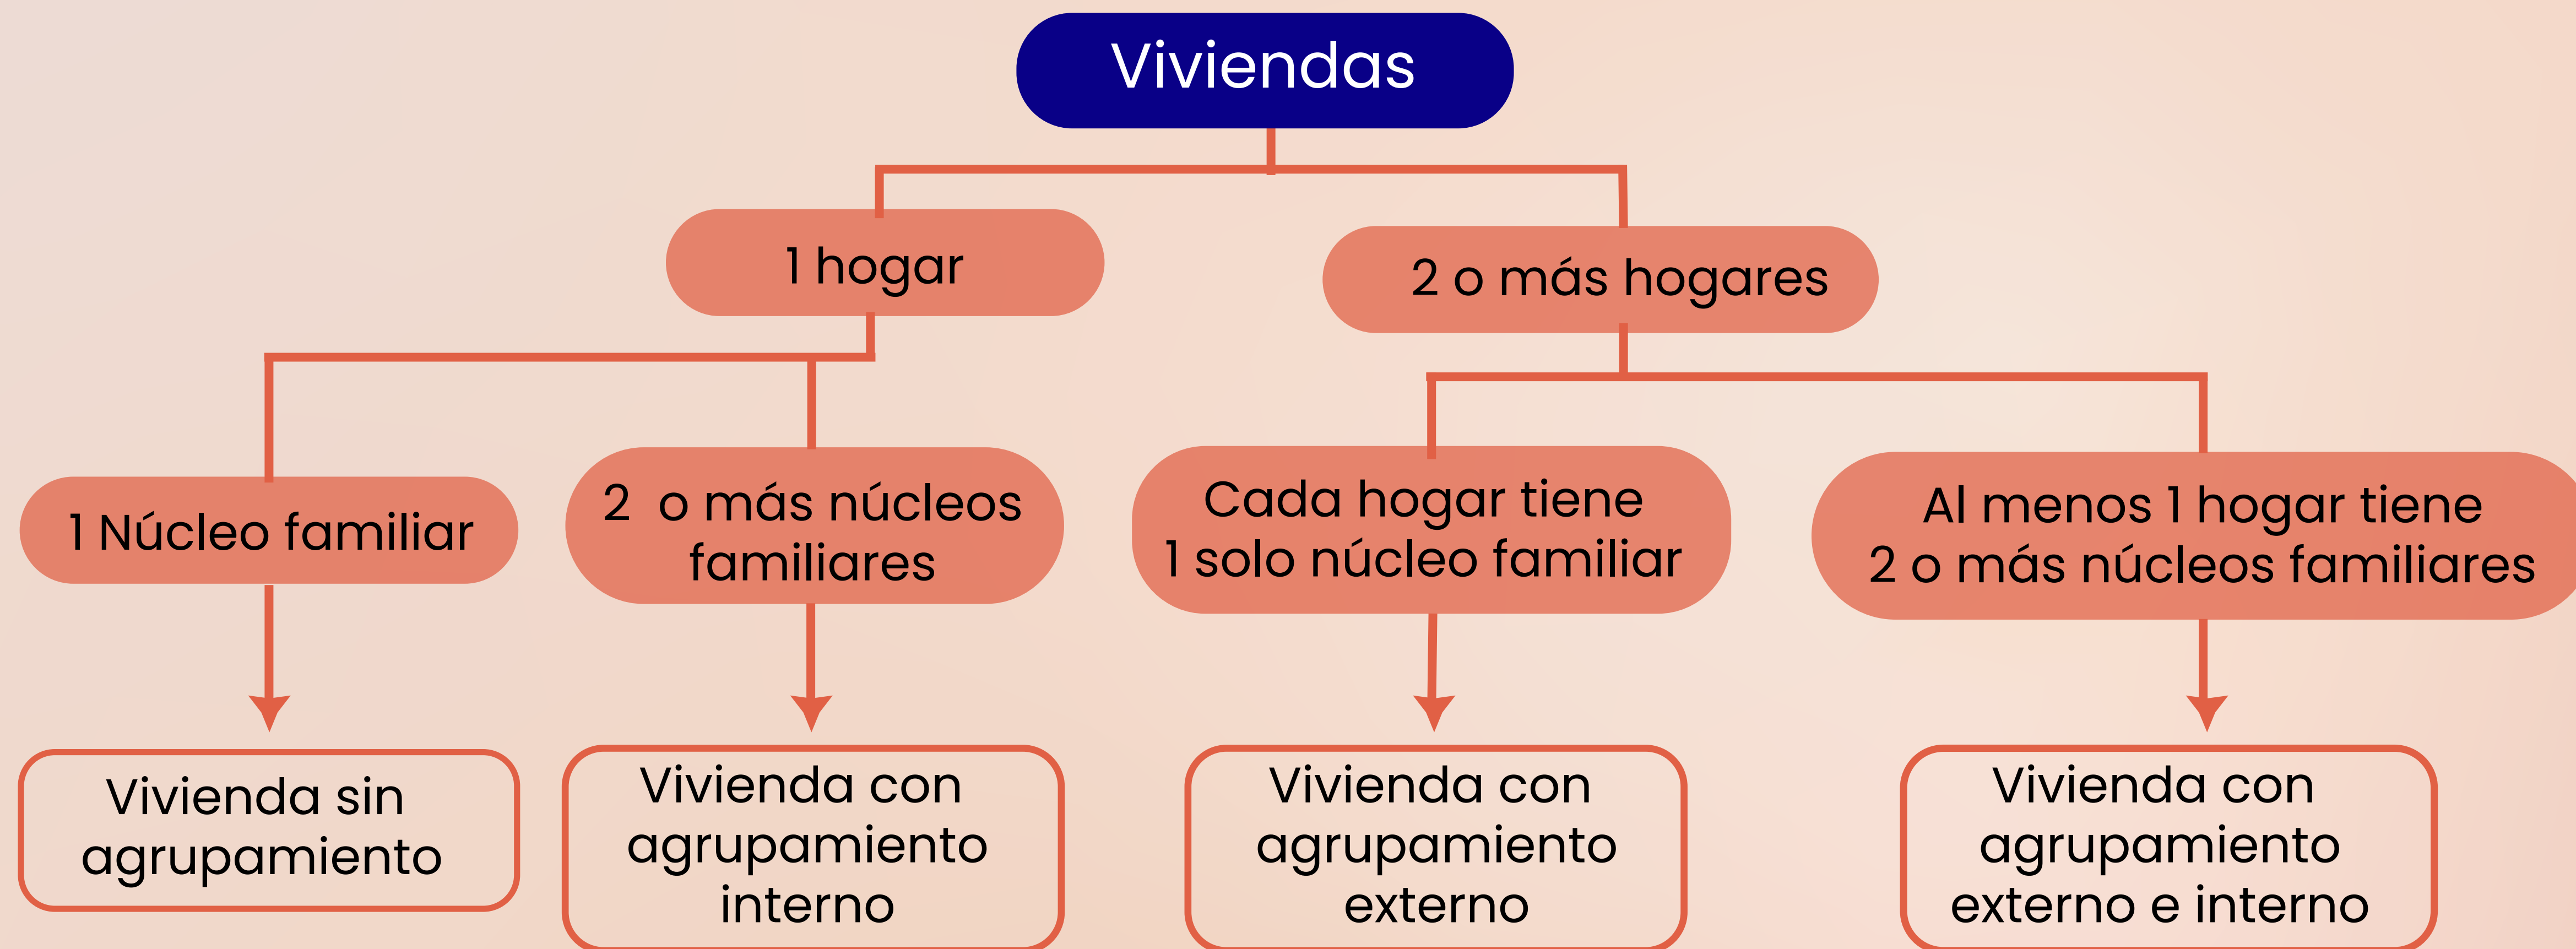 Viviendas
1 hogar
2 o más hogares
1 Núcleo familiar
2 o más núcleos
familiares
Cada hogar tiene
1 solo núcleo familiar
Al menos 1 hogar tiene
2 o más núcleos familiares
Vivienda sin
agrupamiento
Vivienda con
agrupamiento
interno
Vivienda con
agrupamiento
externo
Vivienda con
agrupamiento
externo e interno